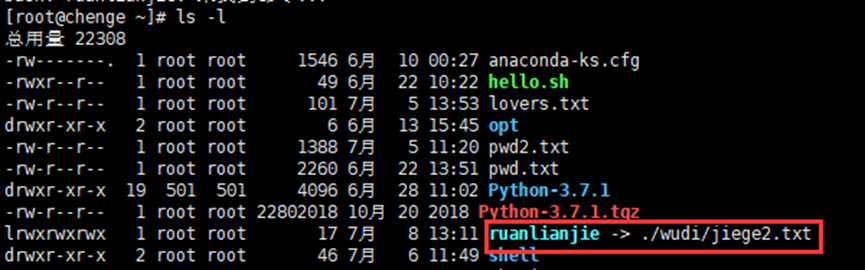 [root@chenge ~]# ls -l
总用量 22308
-rw-------. 1 root root 1546 6月 10 00:27 anaconda-ks.cfg
-rwxr--r-- 1 root root 49 6月 22 10:22 hello.sh
-rw-r--r-- 1 root root 101 7月 5 13:53 lovers.txt
drwxr-xr-x 2 root root 6 6月 13 15:45 opt
-rw-r--r-- 1 root root 1388 7月 5 11:20 pwd2.txt
-rw-r--r-- 1 root root 2260 6月 22 13:51 pwd.txt
drwxr-xr-x 19 501 501 4096 6月 28 11:02 Python-3.7.1
-rw-r--r-- 1 root root 22802018 10月 20 2018 Python-3.7.1.tgz
lrwxrwxrwx 1 root root 17 7月 8 13:11 ruanlianjie -> ./wudi/jiege2.txt
drwxr-xr-x 2 root root 46 7月 6 11:49 shell